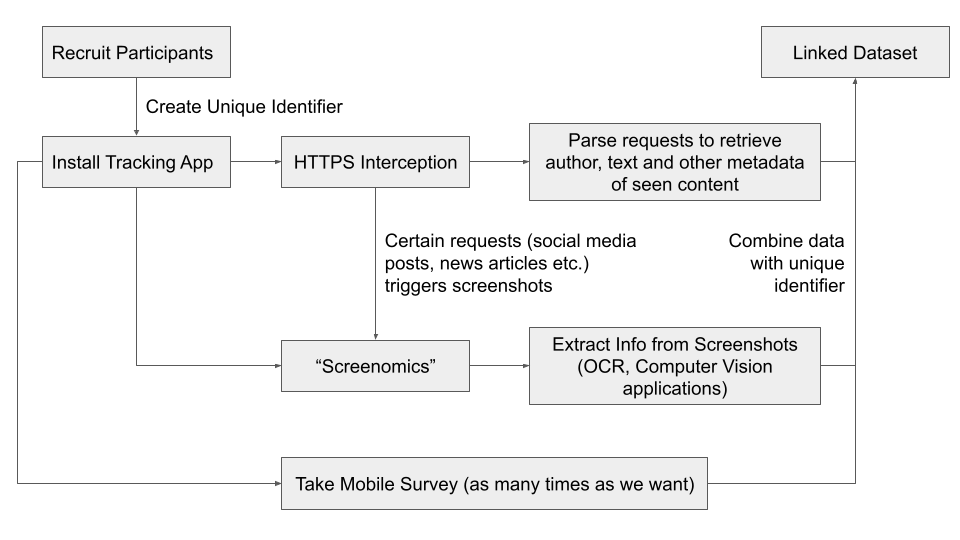 Recruit Participants
Linked Dataset
Create Unique Identifier
Install Tracking App
HTTPS Interception
Parse requests to retrieve
author, text and other metadata
of seen content
Certain requests (social media
posts, news articles etc.)
triggers screenshots
Combine data
with unique
identifier
“Screenomics”
Extract Info from Screenshots
(OCR, Computer Vision
applications)
Take Mobile Survey (as many times as we want)